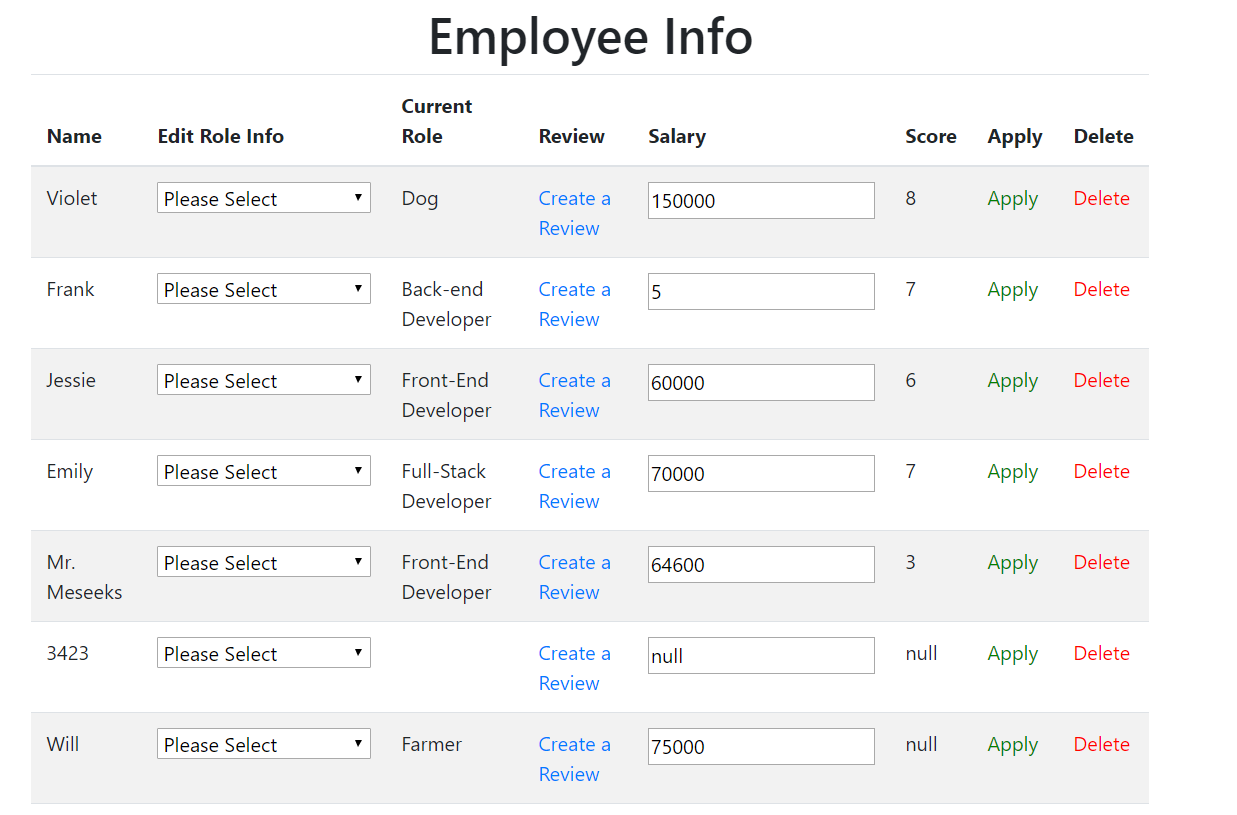 Employee Info
Name Edit Role Info Current Role Review Salary Score Apply Delete
Violet Please Select Dog Create a Review 150000 8 Apply Delete
Frank Please Select Back-end Developer Create a Review 5 7 Apply Delete
Jessie Please Select Front-End Developer Create a Review 60000 6 Apply Delete
Emily Please Select Full-Stack Developer Create a Review 70000 7 Apply Delete
Mr. Meseeks Please Select Front-End Developer Create a Review 64600 3 Apply Delete
3423 Please Select Create a Review null null Apply Delete
Will Please Select Farmer Create a Review 75000 null Apply Delete